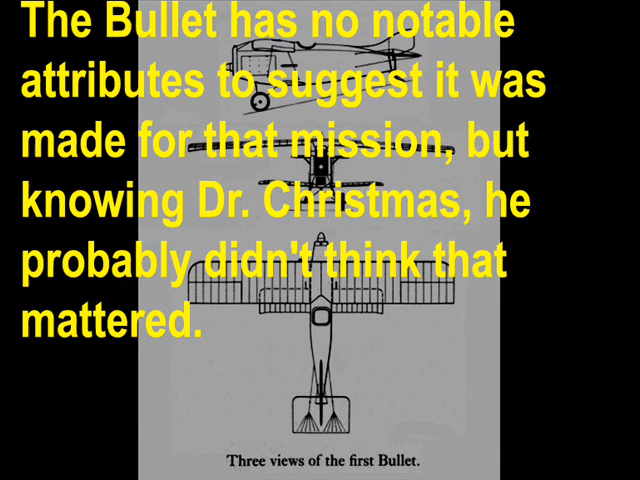 The Bullet has no notable
attributes to suggest it was
made for that mission, but
knowing Dr. Christmas, he
probably didn't think that
mattered.
Three views of the first Bullet.